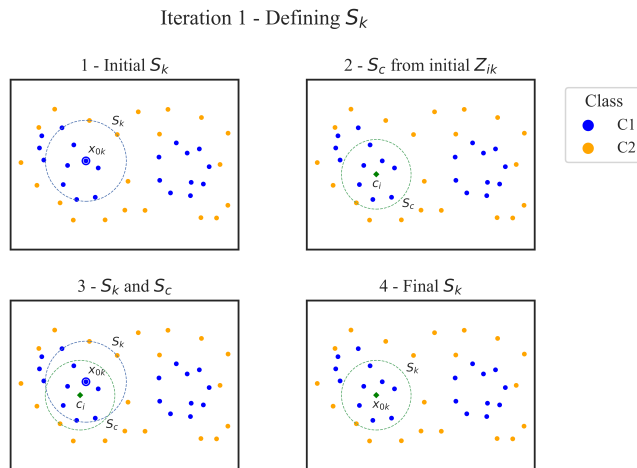 Iteration 1 - Defining S_k
1 - Initial S_k
S_k
x_0k
2 - S_c from initial Z_ik
c_i
S_c
Class
C1
C2
3 - S_k and S_c
S_k
x_0k
c_i
S_c
4 - Final S_k
S_k
x_0k